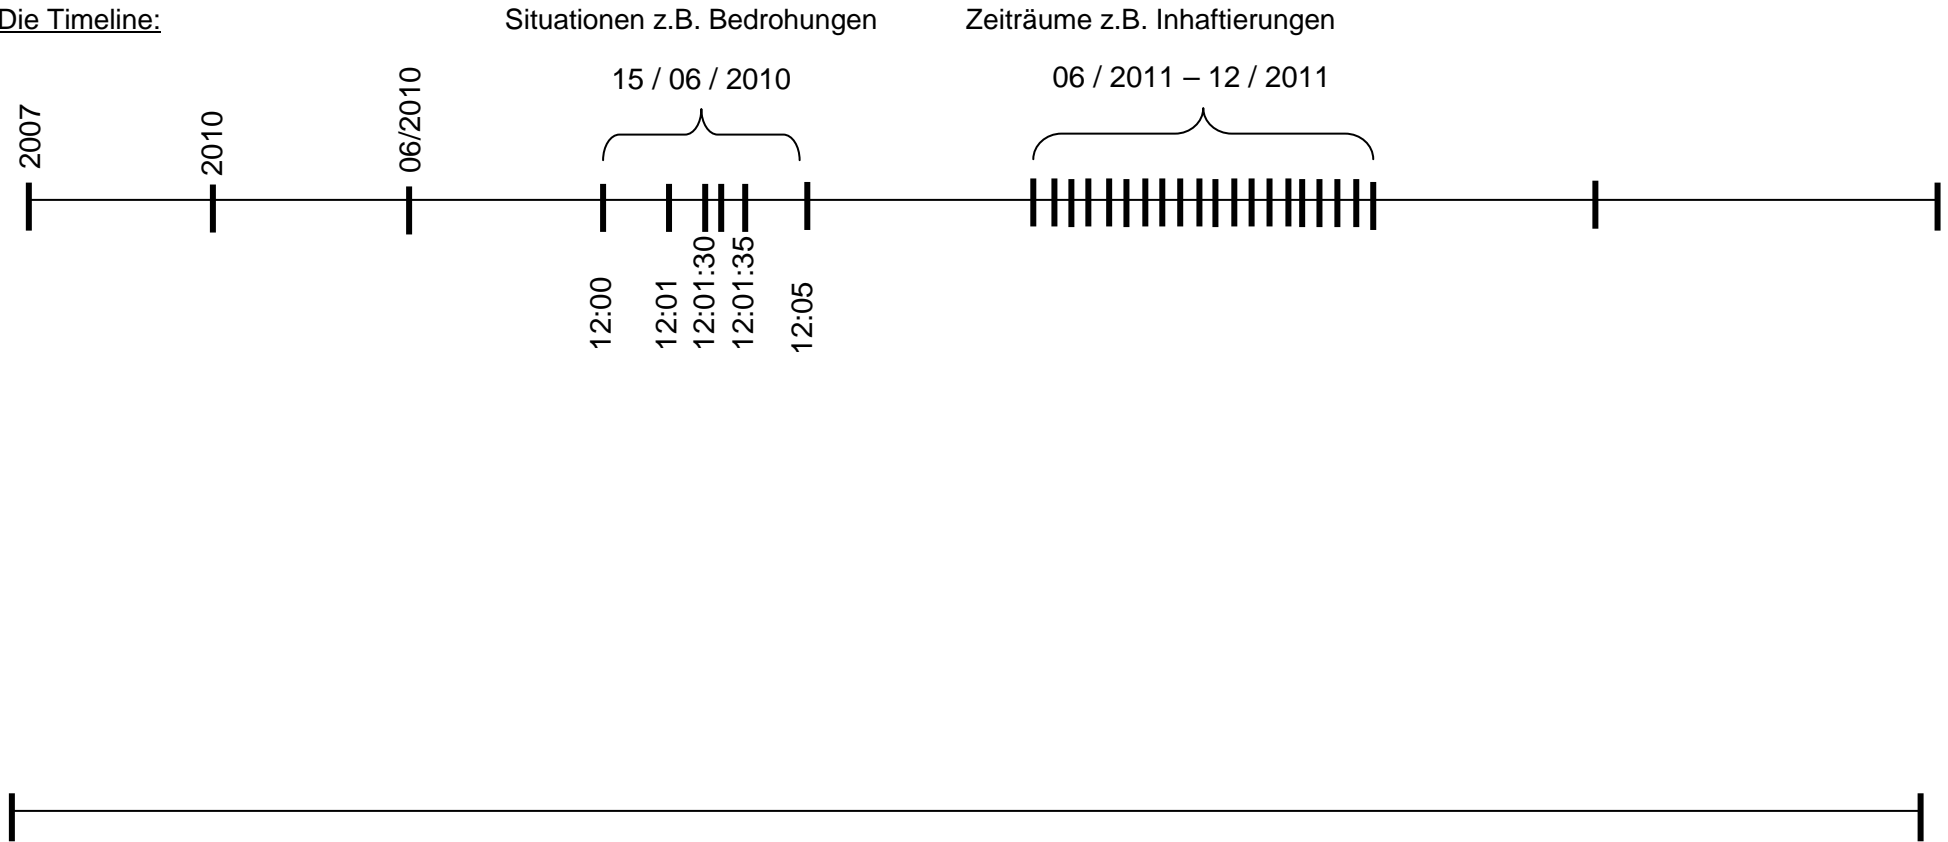 Die Timeline:
Situationen z.B. Bedrohungen
Zeiträume z.B. Inhaftierungen
15 / 06 / 2010
06 / 2011 – 12 / 2011
2007
2010
06/2010
12:00
12:01
12:01:30
12:01:35
12:05